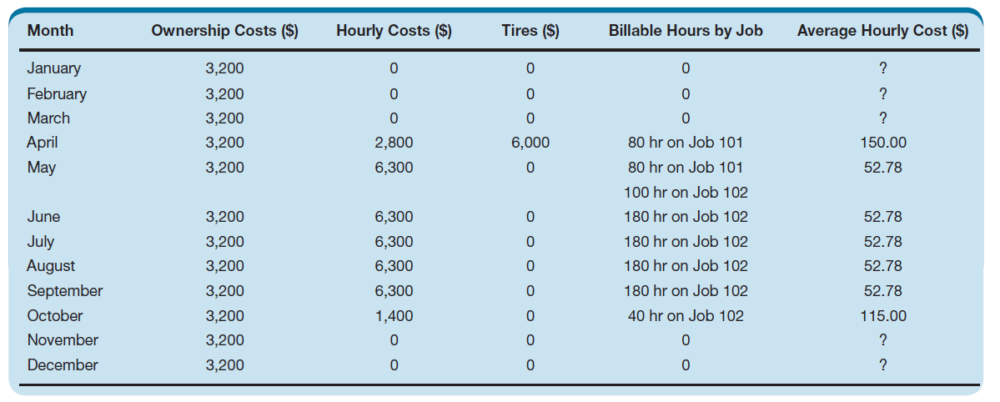 Month Ownership Costs ($) Hourly Costs ($) Tires ($) Billable Hours by Job Average Hourly Cost ($)
January 3,200 0 0 0 ?
February 3,200 0 0 0 ?
March 3,200 0 0 0 ?
April 3,200 2,800 6,000 80 hr on Job 101 150.00
May 3,200 6,300 0 80 hr on Job 101 52.78
100 hr on Job 102
June 3,200 6,300 0 180 hr on Job 102 52.78
July 3,200 6,300 0 180 hr on Job 102 52.78
August 3,200 6,300 0 180 hr on Job 102 52.78
September 3,200 6,300 0 180 hr on Job 102 52.78
October 3,200 1,400 0 40 hr on Job 102 115.00
November 3,200 0 0 0 ?
December 3,200 0 0 0 ?